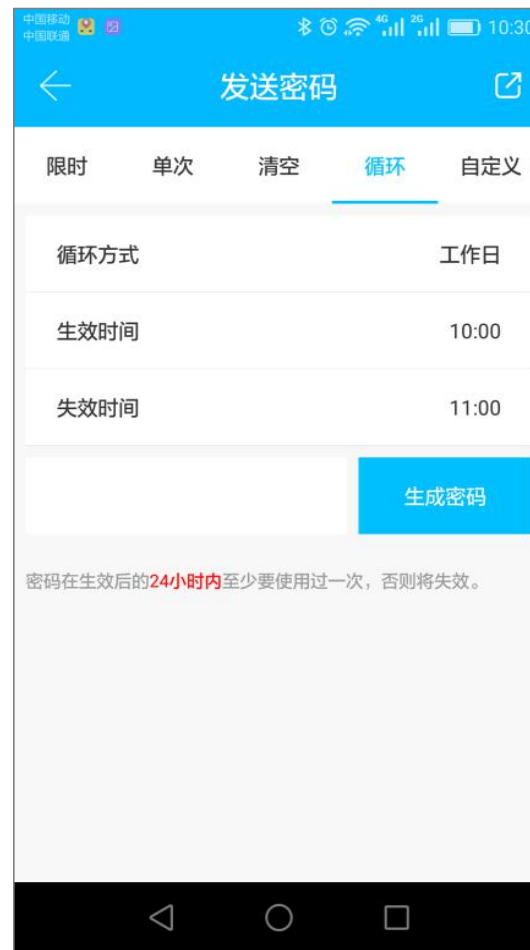 中国移动
中国联通
4G 2G 10:30
发送密码
限时 单次 清空 循环 自定义
循环方式 工作日
生效时间 10:00
失效时间 11:00
生成密码
密码在生效后的24小时内至少要使用过一次，否则将失效。